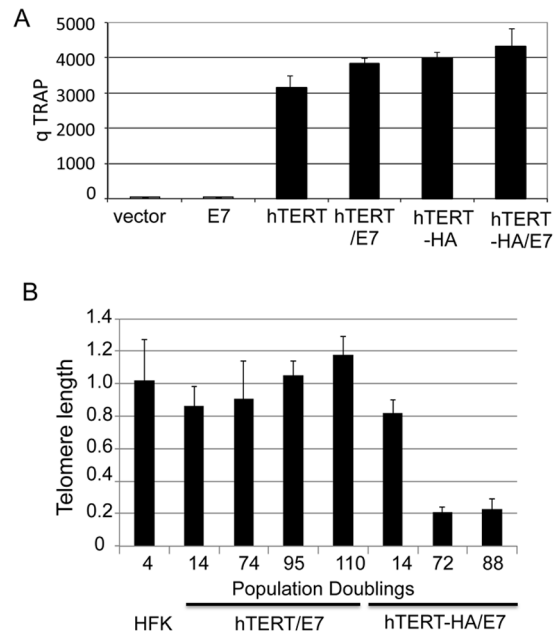 A
q TRAP
5000
4000
3000
2000
1000
0
vector E7 hTERT hTERT hTERT hTERT
/E7 -HA -HA/E7
B
Telomere length
1.4
1.2
1.0
0.8
0.6
0.4
0.2
0
4 14 74 95 110 14 72 88
Population Doublings
HFK hTERT/E7 hTERT-HA/E7